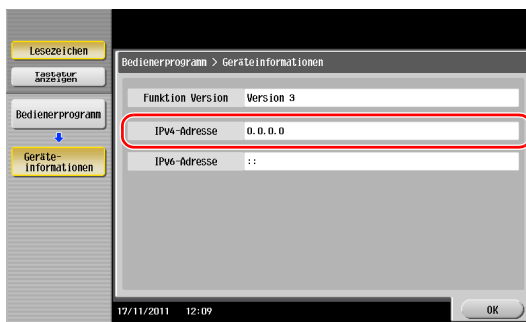 Lesezeichen
Tastatur
anzeigen
Bedienerprogramm
Geräte-
informationen
Bedienerprogramm > Geräteinformationen
Funktion Version Version 3
IPv4-Adresse 0.0.0.0
IPv6-Adresse ::
17/11/2011 12:09
OK